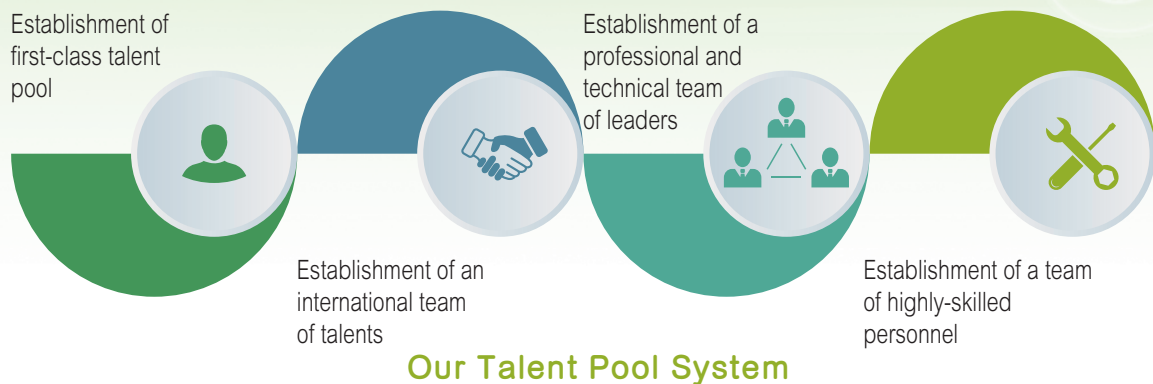 Establishment of
first-class talent
pool
Establishment of an
international team
of talents
Establishment of a
professional and
technical team
of leaders
Establishment of a team
of highly-skilled
personnel
Our Talent Pool System